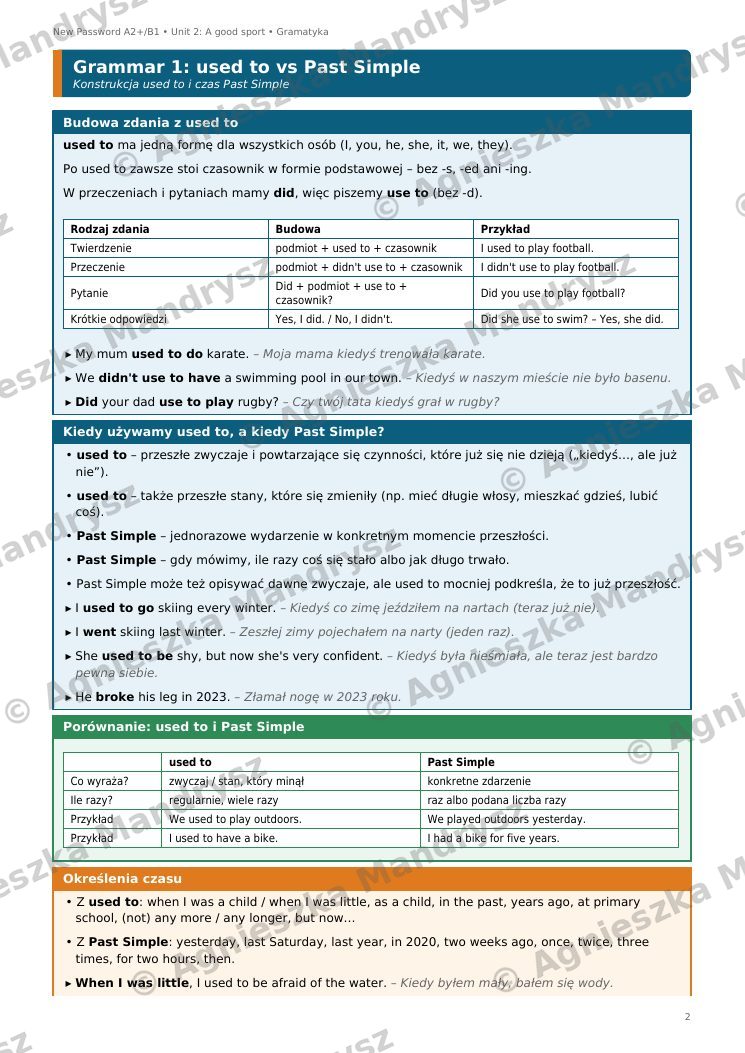 New Password A2+/B1 • Unit 2: A good sport • Gramatyka
Grammar 1: used to vs Past Simple
Konstrukcja used to i czas Past Simple
Budowa zdania z used to
used to ma jedną formę dla wszystkich osób (I, you, he, she, it, we, they).
Po used to zawsze stoi czasownik w formie podstawowej – bez -s, -ed ani -ing.
W przeczeniach i pytaniach mamy did, więc piszemy use to (bez -d).
Rodzaj zdania Budowa Przykład
Twierdzenie podmiot + used to + czasownik I used to play football.
Przeczenie podmiot + didn't use to + czasownik I didn't use to play football.
Pytanie Did + podmiot + use to + czasownik? Did you use to play football?
Krótkie odpowiedzi Yes, I did. / No, I didn't. Did she use to swim? – Yes, she did.
▸ My mum used to do karate. – Moja mama kiedyś trenowała karate.
▸ We didn't use to have a swimming pool in our town. – Kiedyś w naszym mieście nie było basenu.
▸ Did your dad use to play rugby? – Czy twój tata kiedyś grał w rugby?
Kiedy używamy used to, a kiedy Past Simple?
• used to – przeszłe zwyczaje i powtarzające się czynności, które już się nie dzieją („kiedyś…, ale już
nie”).
• used to – także przeszłe stany, które się zmieniły (np. mieć długie włosy, mieszkać gdzieś, lubić
coś).
• Past Simple – jednorazowe wydarzenie w konkretnym momencie przeszłości.
• Past Simple – gdy mówimy, ile razy coś się stało albo jak długo trwało.
• Past Simple może też opisywać dawne zwyczaje, ale used to mocniej podkreśla, że to już przeszłość.
▸ I used to go skiing every winter. – Kiedyś co zimę jeździłem na nartach (teraz już nie).
▸ I went skiing last winter. – Zeszłej zimy pojechałem na narty (jeden raz).
▸ She used to be shy, but now she's very confident. – Kiedyś była nieśmiała, ale teraz jest bardzo
pewna siebie.
▸ He broke his leg in 2023. – Złamał nogę w 2023 roku.
Porównanie: used to i Past Simple
used to Past Simple
Co wyraża? zwyczaj / stan, który minął konkretne zdarzenie
Ile razy? regularnie, wiele razy raz albo podana liczba razy
Przykład We used to play outdoors. We played outdoors yesterday.
Przykład I used to have a bike. I had a bike for five years.
Określenia czasu
• Z used to: when I was a child / when I was little, as a child, in the past, years ago, at primary
school, (not) any more / any longer, but now…
• Z Past Simple: yesterday, last Saturday, last year, in 2020, two weeks ago, once, twice, three
times, for two hours, then.
▸ When I was little, I used to be afraid of the water. – Kiedy byłem mały, bałem się wody.
2
© Agnieszka Mandrysz